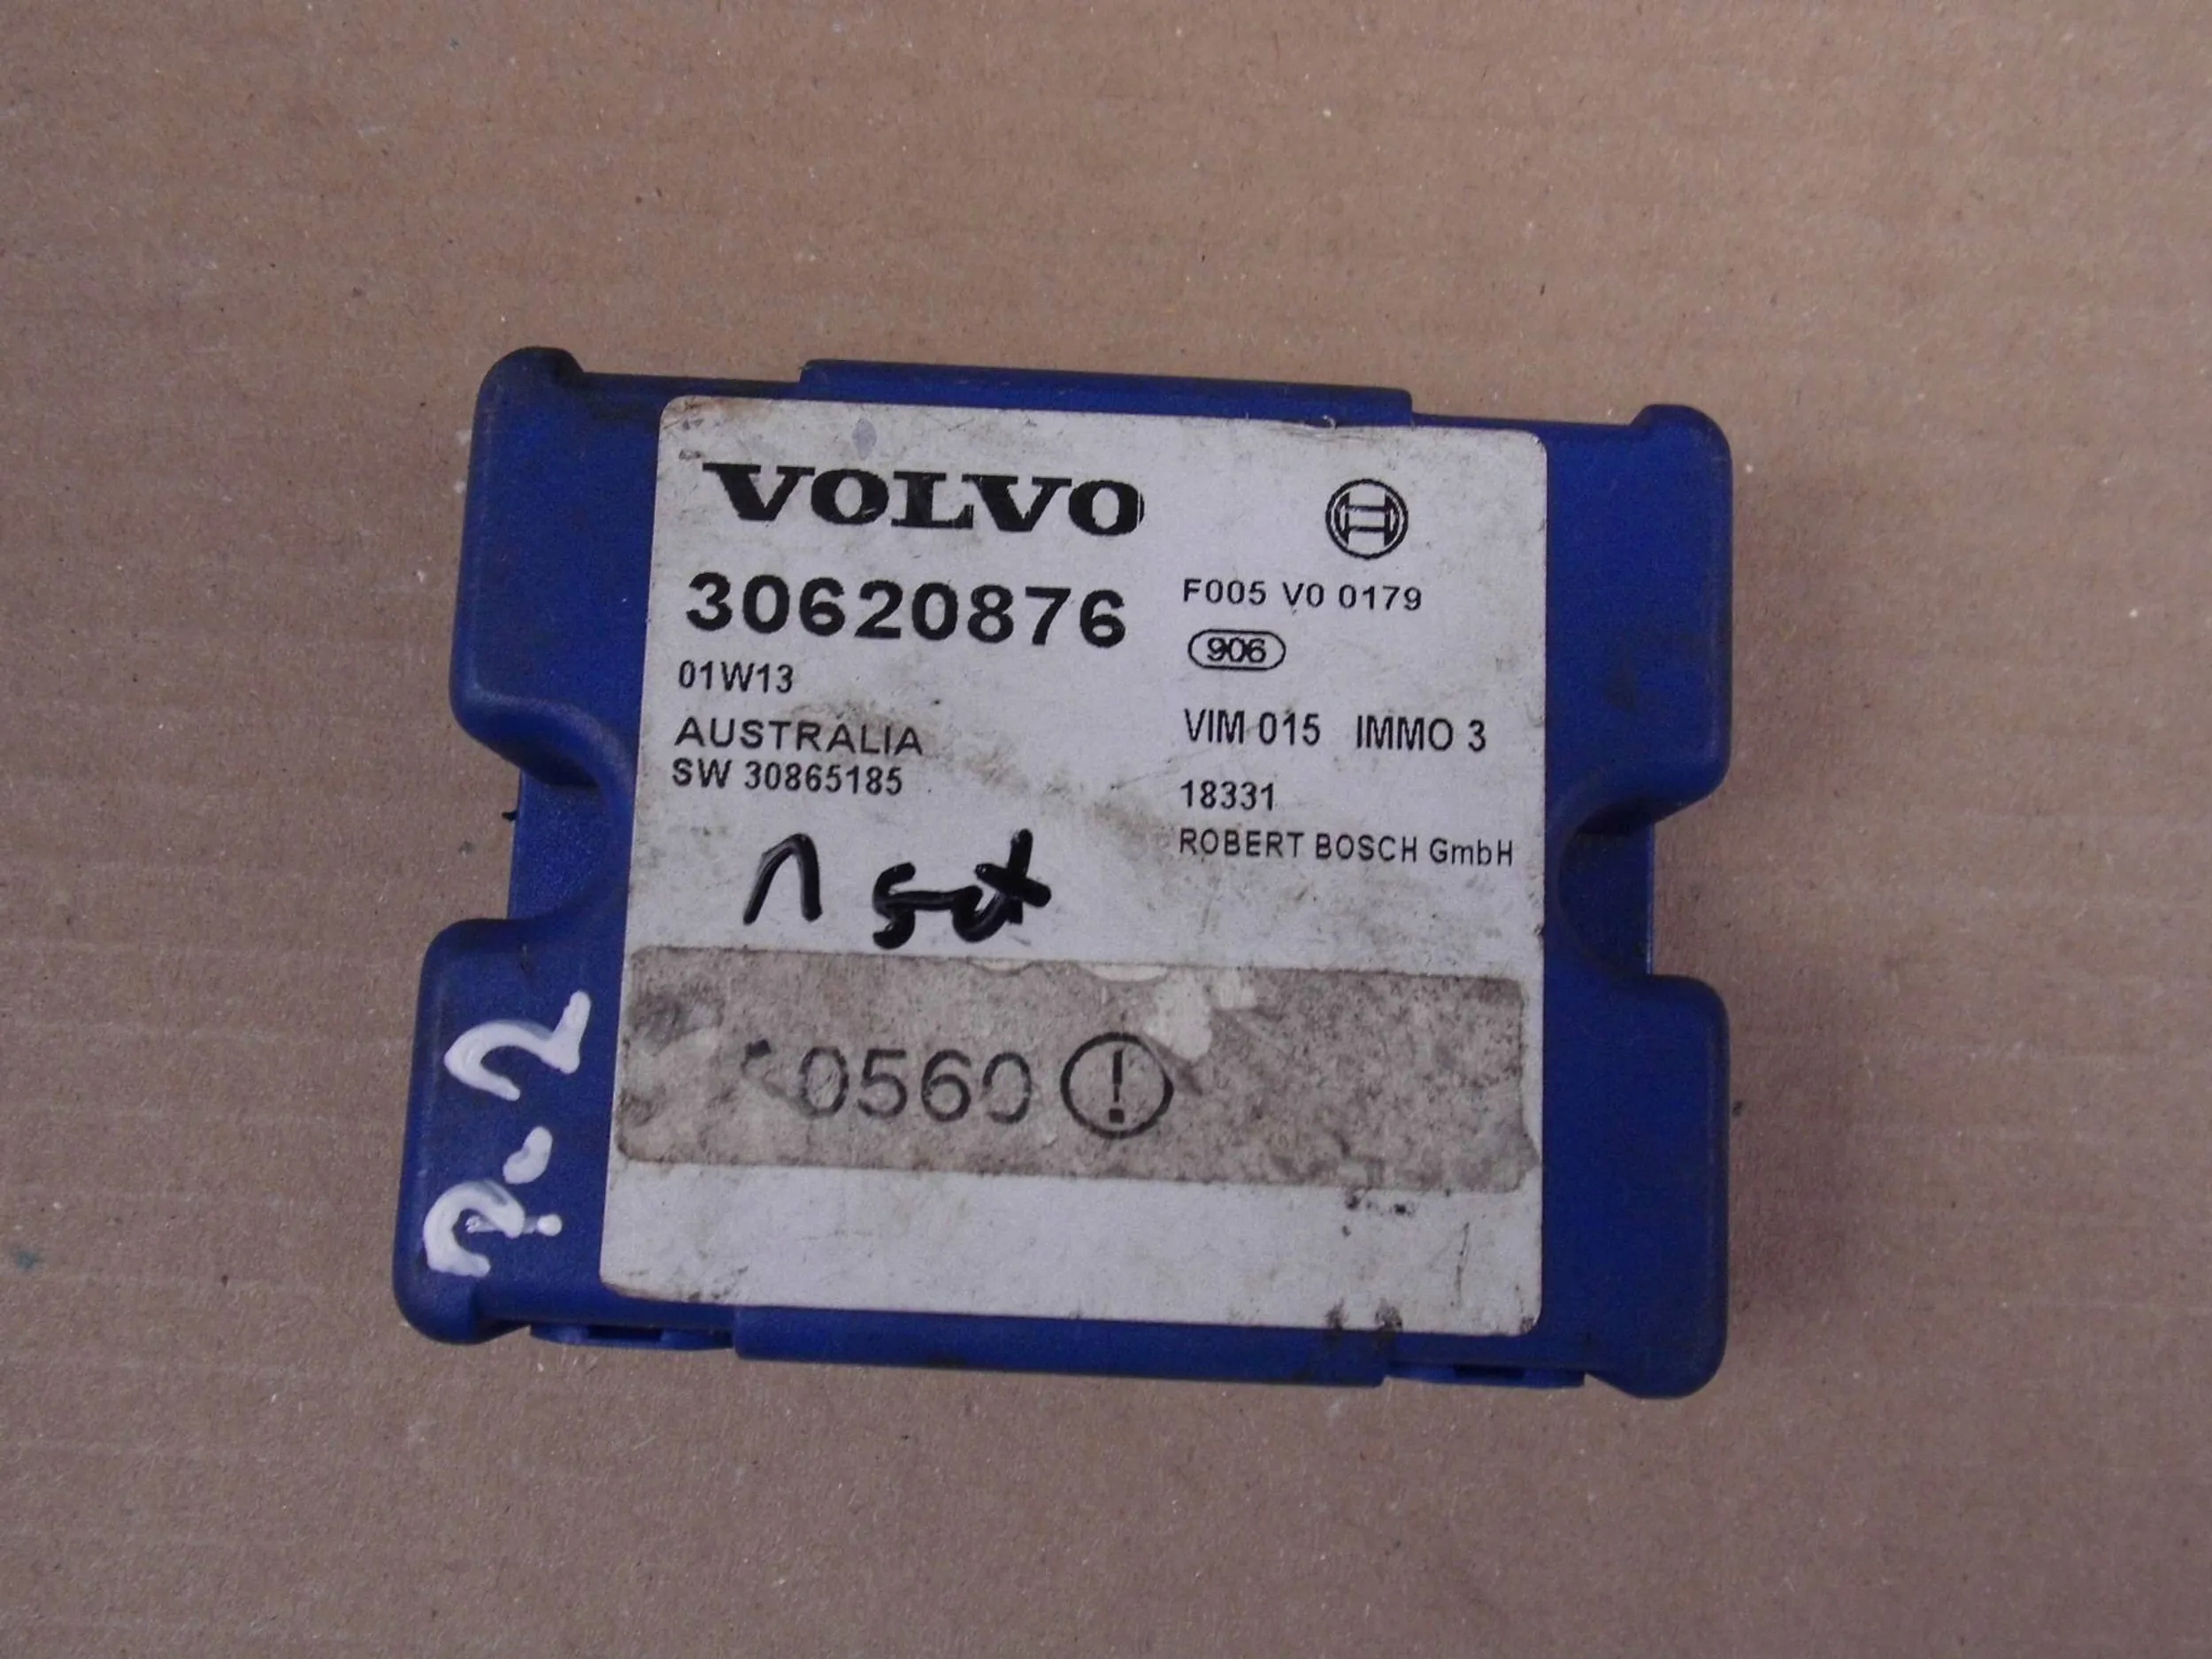 VOLVO
30620876
01W13
AUSTRALIA
SW 30865185
F005 V0 0179
906
VIM 015 IMMO 3
18331
ROBERT BOSCH GmbH
1 set
0560 !